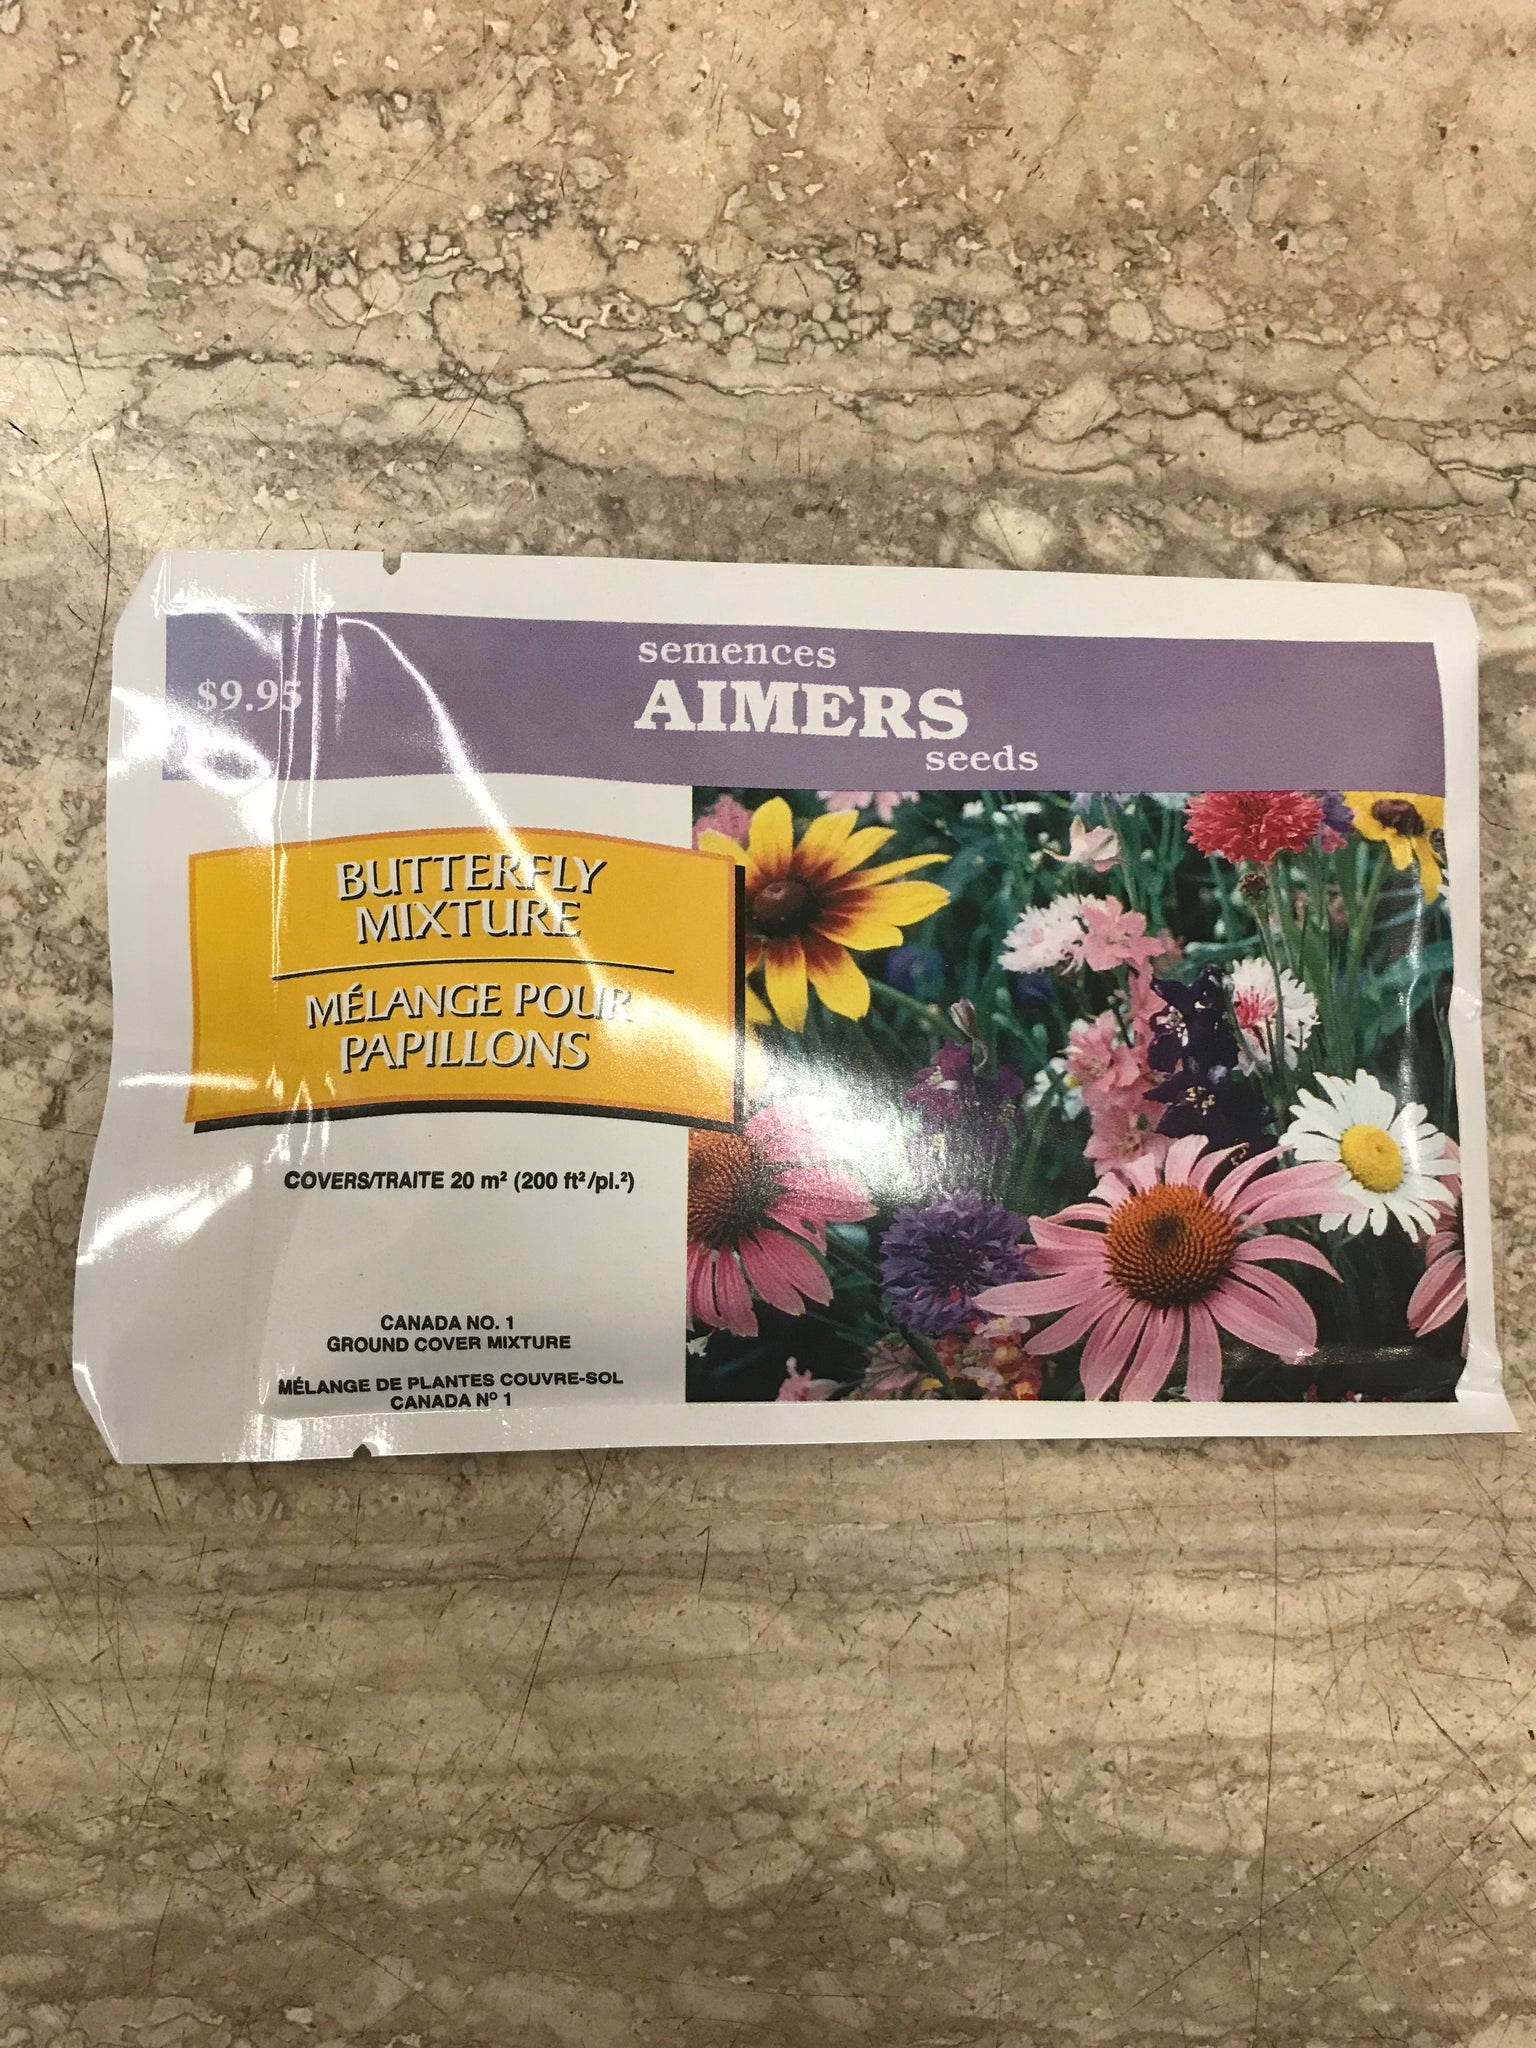 $9.95
semences
AIMERS
seeds
BUTTERFLY
MIXTURE
MÉLANGE POUR
PAPILLONS
COVERS/TRAITE 20 m² (200 ft²/pi.²)
CANADA NO. 1
GROUND COVER MIXTURE
MÉLANGE DE PLANTES COUVRE-SOL
CANADA Nº 1